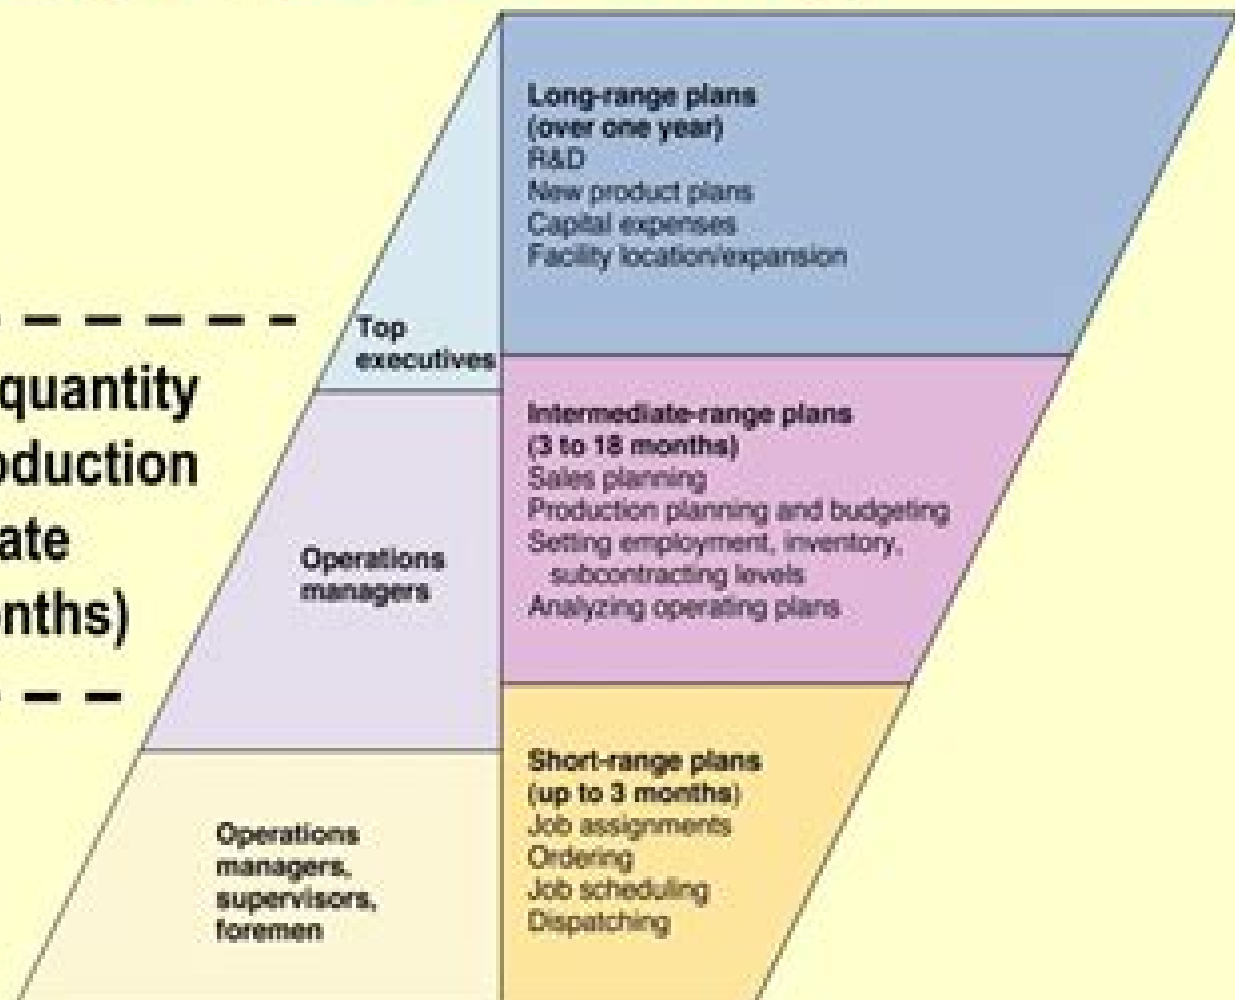 Long-range plans
(over one year)
R&D
New product plans
Capital expenses
Facility location/expansion
Top
executives
quantity
oduction
ate
nths)
Intermediate-range plans
(3 to 18 months)
Sales planning
Production planning and budgeting
Setting employment, inventory,
subcontracting levels
Analyzing operating plans
Operations
managers
Short-range plans
(up to 3 months)
Job assignments
Ordering
Job scheduling
Dispatching
Operations
managers,
supervisors,
foremen